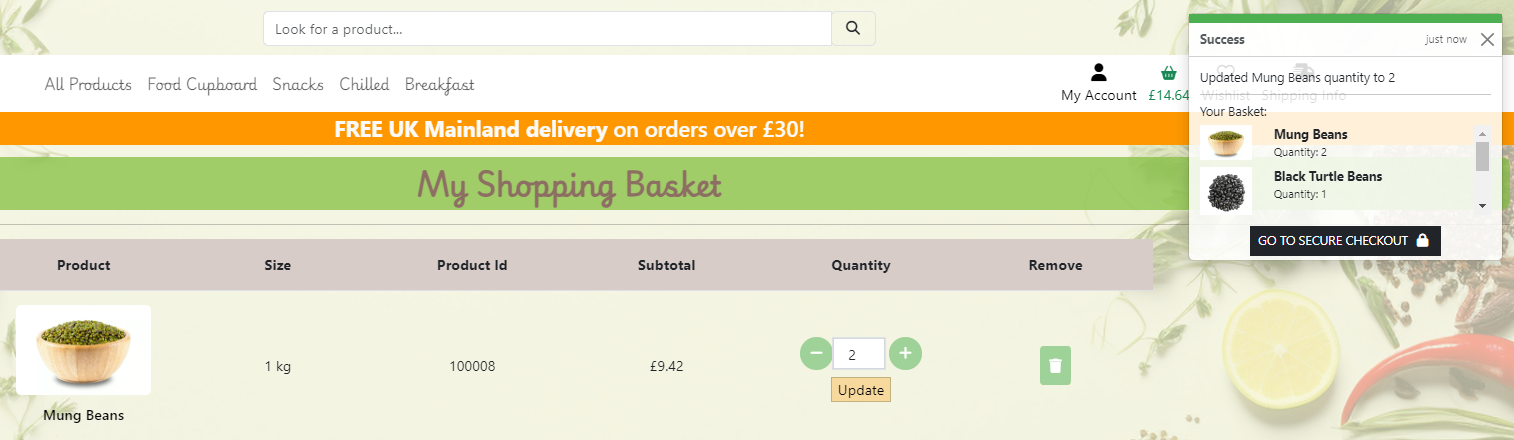 Look for a product...
All Products Food Cupboard Snacks Chilled Breakfast
My Account £14.64 Wishlist Shipping Info
FREE UK Mainland delivery on orders over £30!
My Shopping Basket
Success just now
Updated Mung Beans quantity to 2
Your Basket:
Mung Beans
Quantity: 2
Black Turtle Beans
Quantity: 1
GO TO SECURE CHECKOUT
Product Size Product Id Subtotal Quantity Remove
1 kg 100008 £9.42 2
Update
Mung Beans